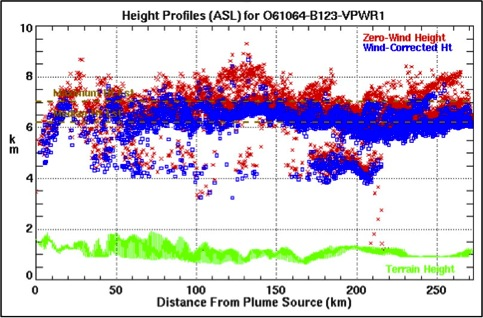 Height Profiles (ASL) for O61064-B123-VPWR1
Zero-Wind Height
Wind-Corrected Ht
10
8
6
4
2
0
km
Terrain Height
0 50 100 150 200 250
Distance From Plume Source (km)